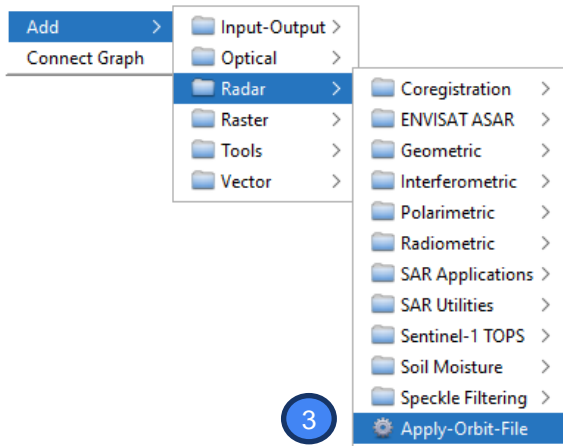 Add >
Connect Graph
Input-Output >
Optical >
Radar >
Raster >
Tools >
Vector >
Coregistration >
ENVISAT ASAR >
Geometric >
Interferometric >
Polarimetric >
Radiometric >
SAR Applications >
SAR Utilities >
Sentinel-1 TOPS >
Soil Moisture >
Speckle Filtering >
3
Apply-Orbit-File